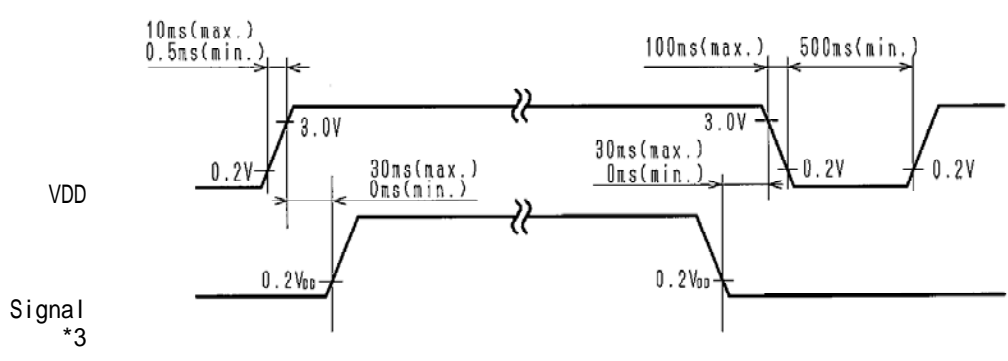 10ms(max.)
0.5ms(min.)
100ms(max.) 500ms(min.)
3.0V 3.0V
0.2V 0.2V 0.2V
30ms(max.)
0ms(min.)
30ms(max.)
0ms(min.)
VDD
0.2VDD 0.2VDD
Signal
*3